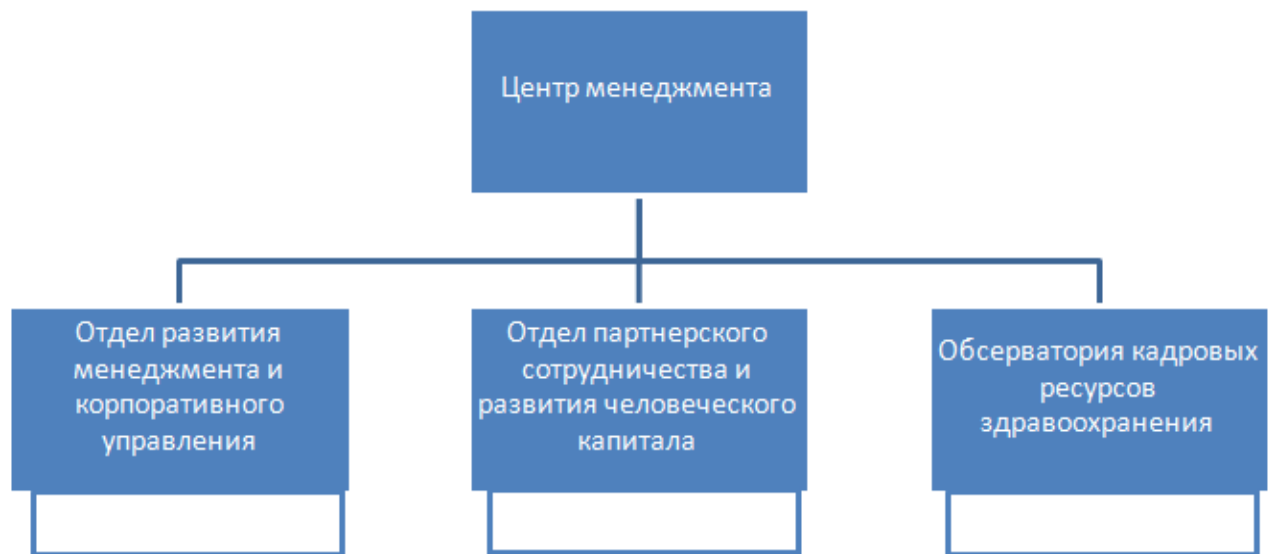 Центр менеджмента
Отдел развития
менеджмента и
корпоративного
управления
Отдел партнерского
сотрудничества и
развития человеческого
капитала
Обсерватория кадровых
ресурсов
здравоохранения